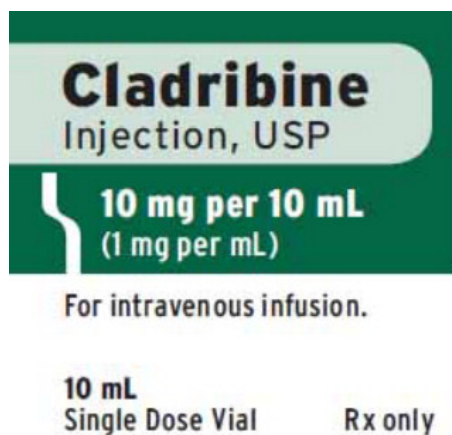 Cladribine
Injection, USP
10 mg per 10 mL
(1 mg per mL)
For intravenous infusion.
10 mL
Single Dose Vial Rx only